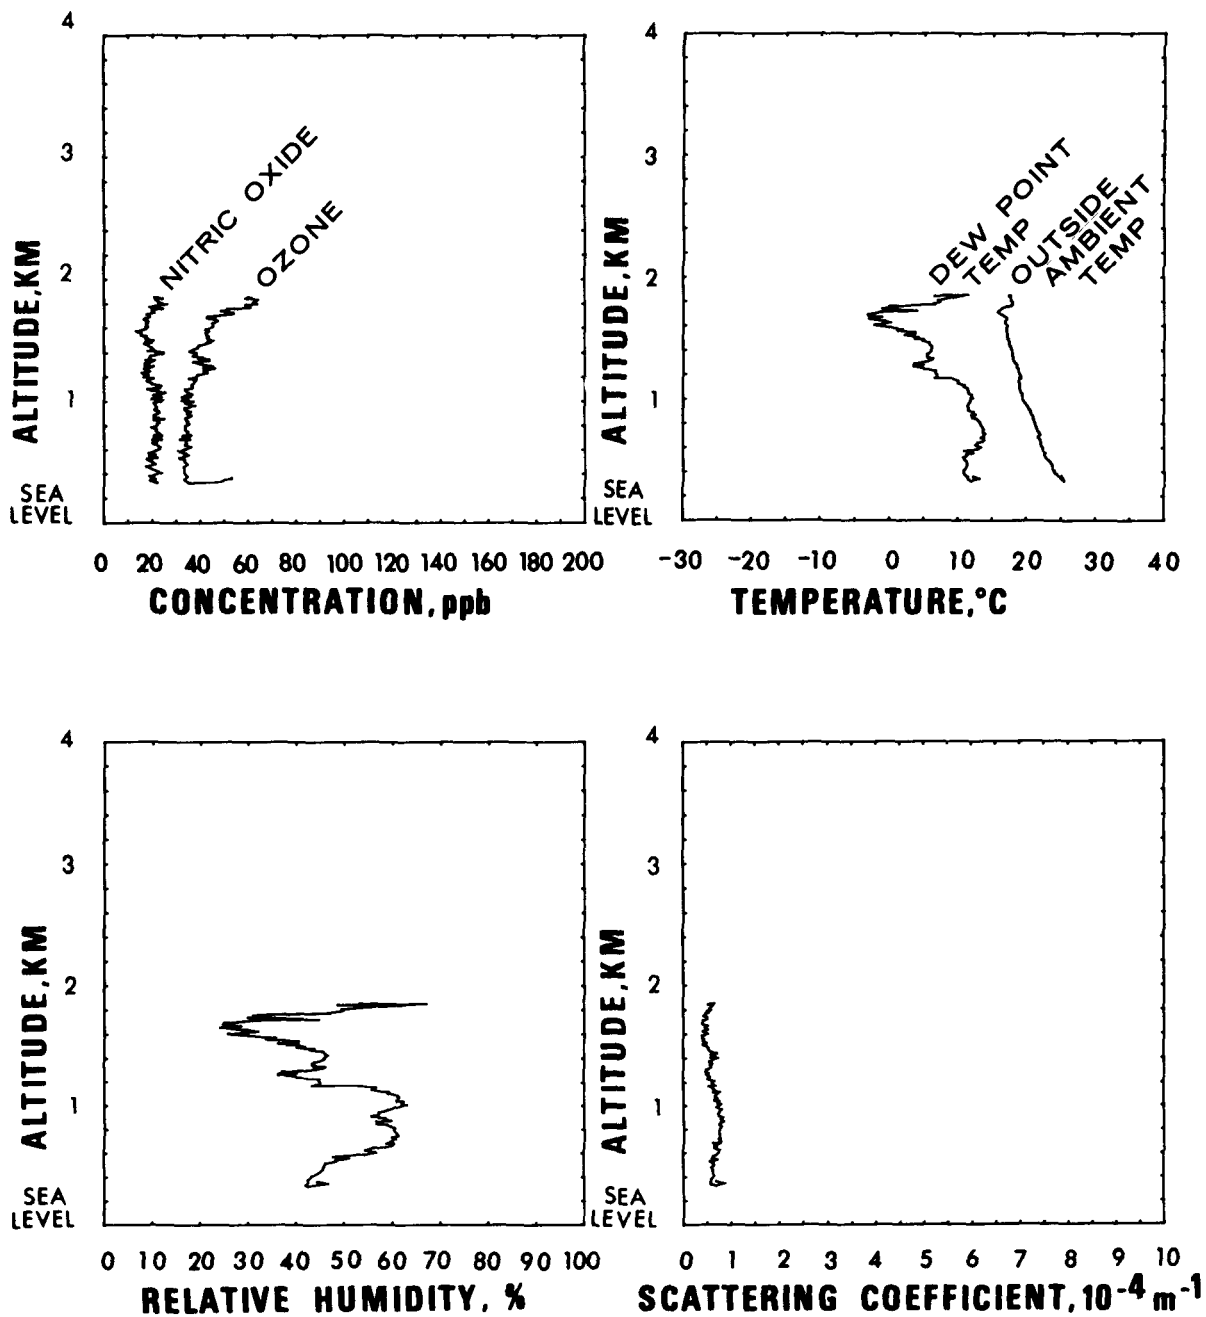 4
3
2
1
ALTITUDE,KM
SEA
LEVEL
NITRIC OXIDE
OZONE
0 20 40 60 80 100 120 140 160 180 200
CONCENTRATION, ppb
4
3
2
1
ALTITUDE,KM
SEA
LEVEL
DEW POINT
TEMP
OUTSIDE
AMBIENT
TEMP
-30 -20 -10 0 10 20 30 40
TEMPERATURE,°C
4
3
2
1
ALTITUDE,KM
SEA
LEVEL
0 10 20 30 40 50 60 70 80 90 100
RELATIVE HUMIDITY, %
4
3
2
1
ALTITUDE,KM
SEA
LEVEL
0 1 2 3 4 5 6 7 8 9 10
SCATTERING COEFFICIENT, 10⁻⁴ m⁻¹